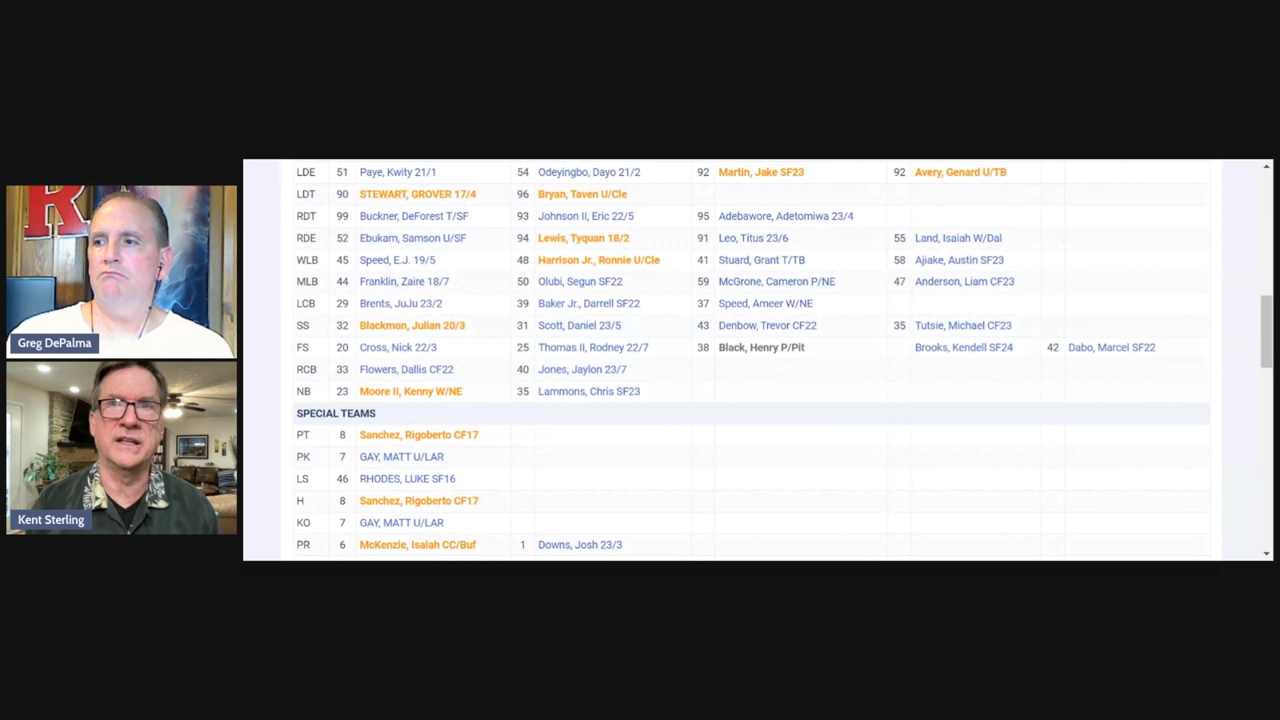 R
Greg DePalma
Kent Sterling
LDE 51 Paye, Kwity 21/1 54 Odeyingbo, Dayo 21/2 92 Martin, Jake SF23 92 Avery, Genard U/TB
LDT 90 STEWART, GROVER 17/4 96 Bryan, Taven U/Cle
RDT 99 Buckner, DeForest T/SF 93 Johnson II, Eric 22/5 95 Adebawore, Adetomiwa 23/4
RDE 52 Ebukam, Samson U/SF 94 Lewis, Tyquan 18/2 91 Leo, Titus 23/6 55 Land, Isaiah W/Dal
WLB 45 Speed, E.J. 19/5 48 Harrison Jr., Ronnie U/Cle 41 Stuard, Grant T/TB 58 Ajiake, Austin SF23
MLB 44 Franklin, Zaire 18/7 50 Olubi, Segun SF22 59 McGrone, Cameron P/NE 47 Anderson, Liam CF23
LCB 29 Brents, JuJu 23/2 39 Baker Jr., Darrell SF22 37 Speed, Ameer W/NE
SS 32 Blackmon, Julian 20/3 31 Scott, Daniel 23/5 43 Denbow, Trevor CF22 35 Tutsie, Michael CF23
FS 20 Cross, Nick 22/3 25 Thomas II, Rodney 22/7 38 Black, Henry P/Pit Brooks, Kendell SF24 42 Dabo, Marcel SF22
RCB 33 Flowers, Dallis CF22 40 Jones, Jaylon 23/7
NB 23 Moore II, Kenny W/NE 35 Lammons, Chris SF23
SPECIAL TEAMS
PT 8 Sanchez, Rigoberto CF17
PK 7 GAY, MATT U/LAR
LS 46 RHODES, LUKE SF16
H 8 Sanchez, Rigoberto CF17
KO 7 GAY, MATT U/LAR
PR 6 McKenzie, Isaiah CC/Buf 1 Downs, Josh 23/3